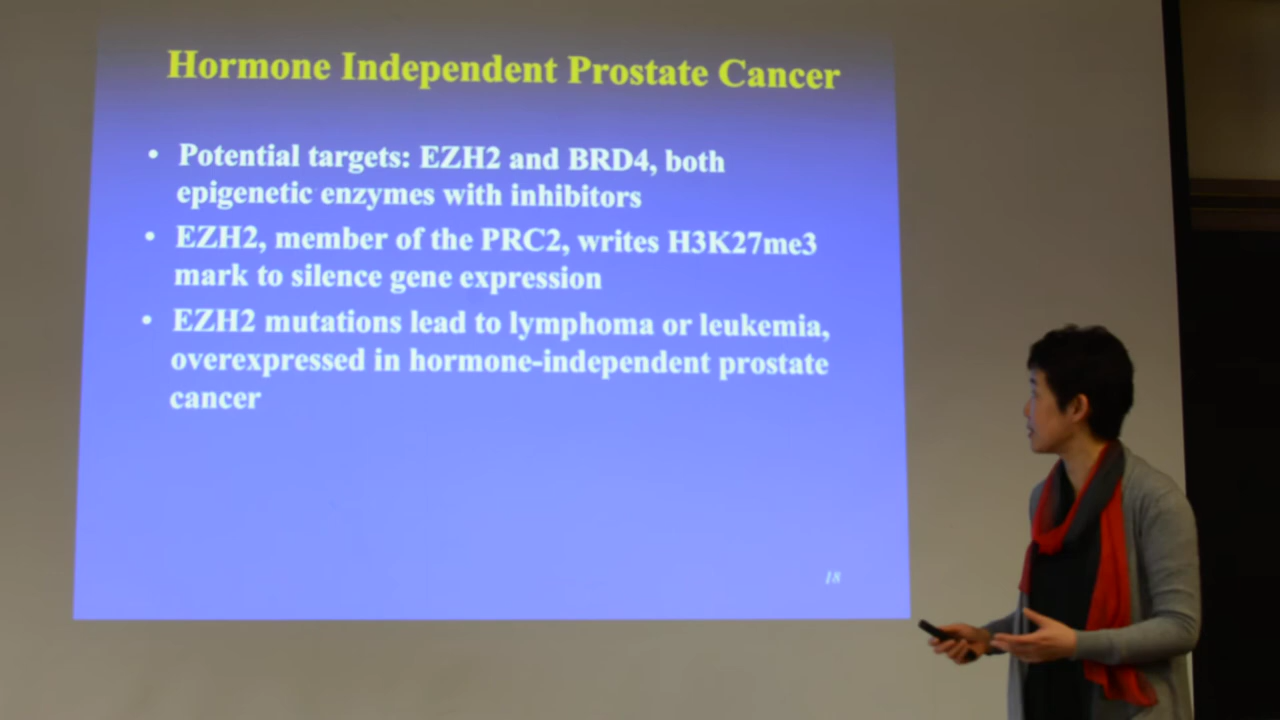 Hormone Independent Prostate Cancer
• Potential targets: EZH2 and BRD4, both
epigenetic enzymes with inhibitors
• EZH2, member of the PRC2, writes H3K27me3
mark to silence gene expression
• EZH2 mutations lead to lymphoma or leukemia,
overexpressed in hormone-independent prostate
cancer
18